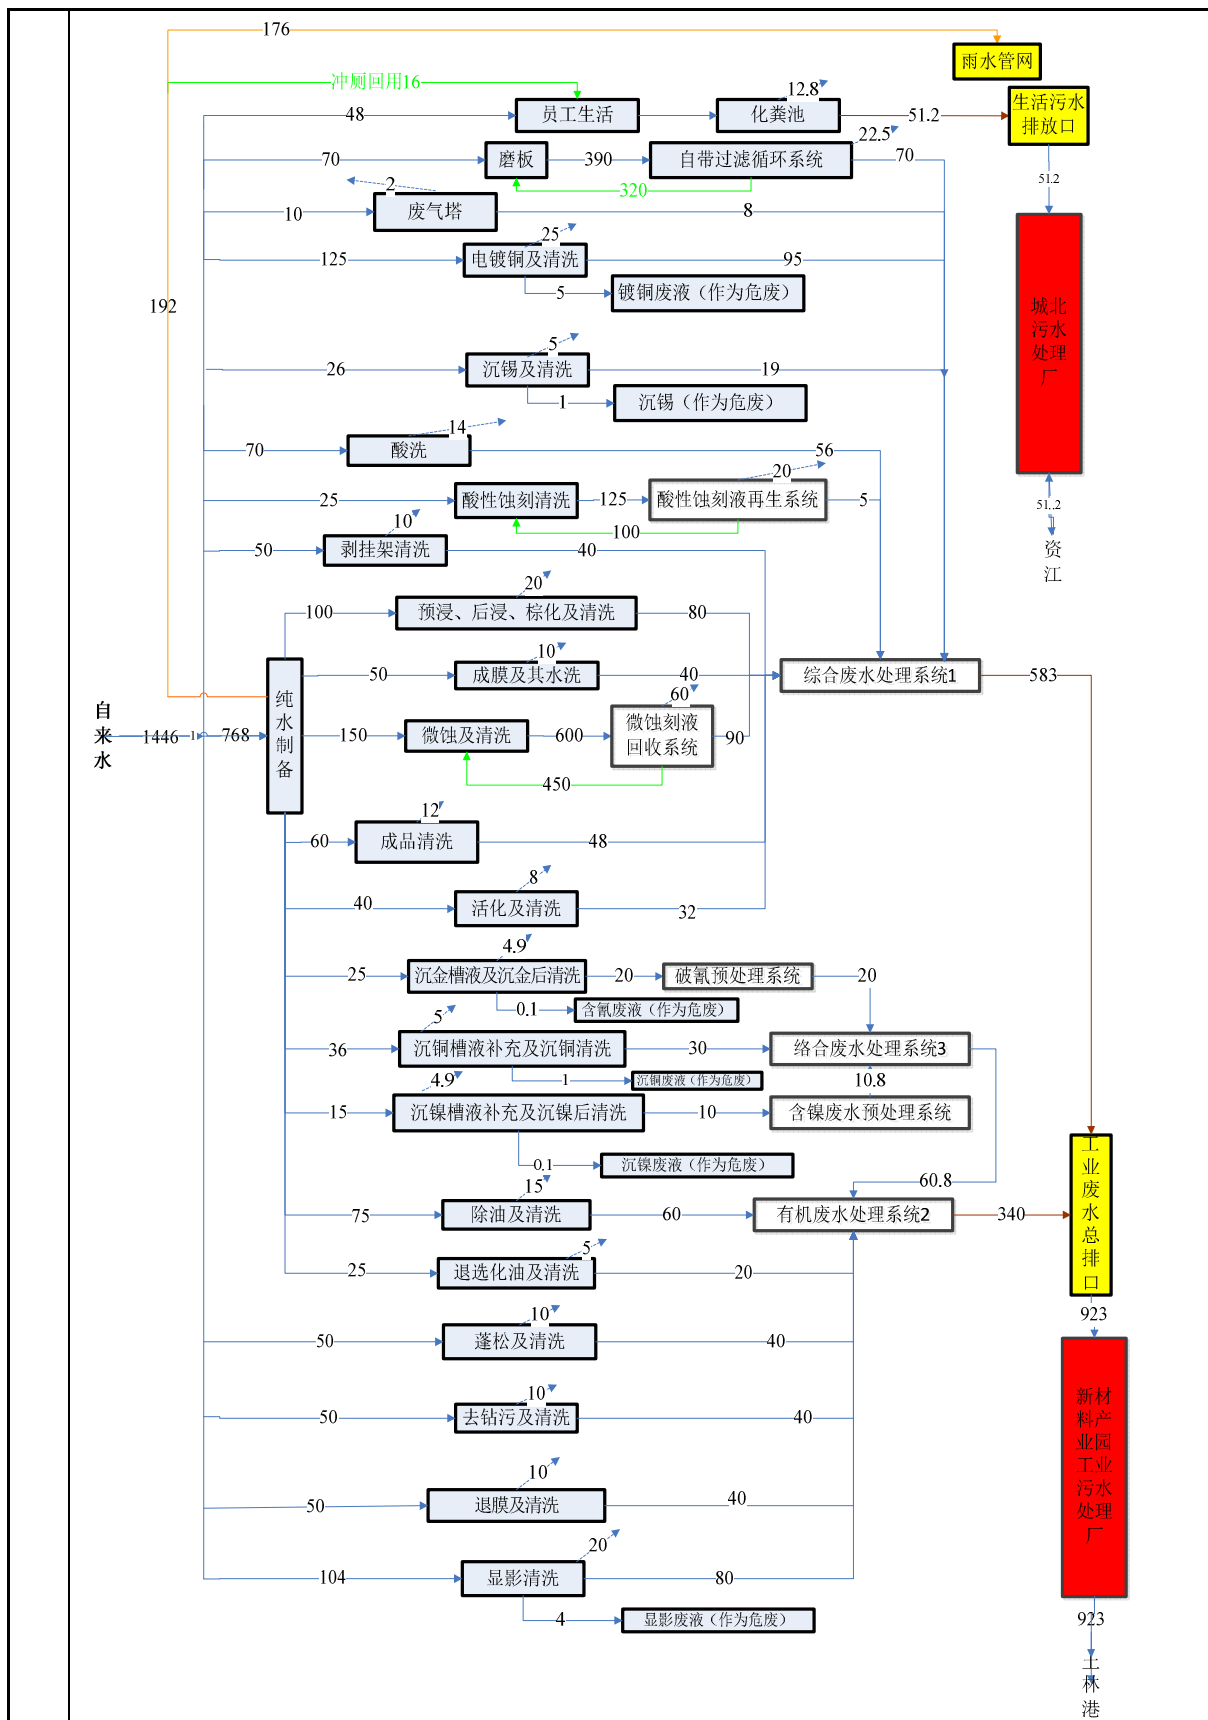 176
雨水管网
冲厕回用16
48
员工生活
化粪池
12.8
51.2
生活污水
排放口
70
磨板
390
自带过滤循环系统
22.5
70
320
51.2
10
2
废气塔
8
125
25
电镀铜及清洗
95
5
镀铜废液（作为危废）
192
城北
污水
处理
厂
26
5
沉锡及清洗
19
1
沉锡（作为危废）
70
14
酸洗
56
25
酸性蚀刻清洗
125
20
酸性蚀刻液再生系统
5
100
51.2
资
江
50
10
剥挂架清洗
40
100
20
预浸、后浸、棕化及清洗
80
50
10
成膜及其水洗
40
综合废水处理系统1
583
自
来
水
1446
1
768
纯
水
制
备
150
微蚀及清洗
600
60
微蚀刻液
回收系统
90
450
60
12
成品清洗
48
40
8
活化及清洗
32
25
4.9
沉金槽液及沉金后清洗
20
破氰预处理系统
20
0.1
含氰废液（作为危废）
36
5
沉铜槽液补充及沉铜清洗
30
络合废水处理系统3
1
沉铜废液（作为危废）
10.8
15
4.9
沉镍槽液补充及沉镍后清洗
10
含镍废水预处理系统
0.1
沉镍废液（作为危废）
60.8
75
15
除油及清洗
60
有机废水处理系统2
340
工
业
废
水
总
排
口
25
5
退选化油及清洗
20
923
50
10
蓬松及清洗
40
50
10
去钻污及清洗
40
新材
料产
业园
工业
污水
处理
厂
50
10
退膜及清洗
40
104
20
显影清洗
80
4
显影废液（作为危废）
923
上
林
港